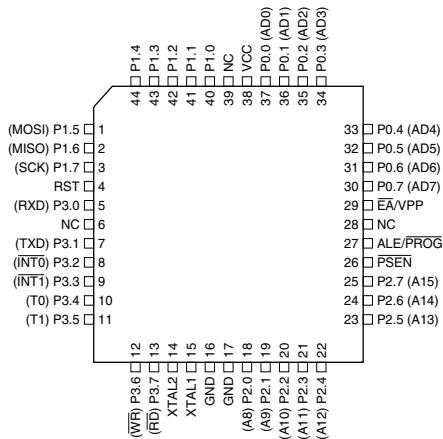 44 P1.4
43 P1.3
42 P1.2
41 P1.1
40 P1.0
39 NC
38 VCC
37 P0.0 (AD0)
36 P0.1 (AD1)
35 P0.2 (AD2)
34 P0.3 (AD3)
(MOSI) P1.5 1
(MISO) P1.6 2
(SCK) P1.7 3
RST 4
(RXD) P3.0 5
NC 6
(TXD) P3.1 7
(INT0) P3.2 8
(INT1) P3.3 9
(T0) P3.4 10
(T1) P3.5 11
33 P0.4 (AD4)
32 P0.5 (AD5)
31 P0.6 (AD6)
30 P0.7 (AD7)
29 EA/VPP
28 NC
27 ALE/PROG
26 PSEN
25 P2.7 (A15)
24 P2.6 (A14)
23 P2.5 (A13)
(WR) P3.6 12
(RD) P3.7 13
XTAL2 14
XTAL1 15
GND 16
GND 17
(A8) P2.0 18
(A9) P2.1 19
(A10) P2.2 20
(A11) P2.3 21
(A12) P2.4 22